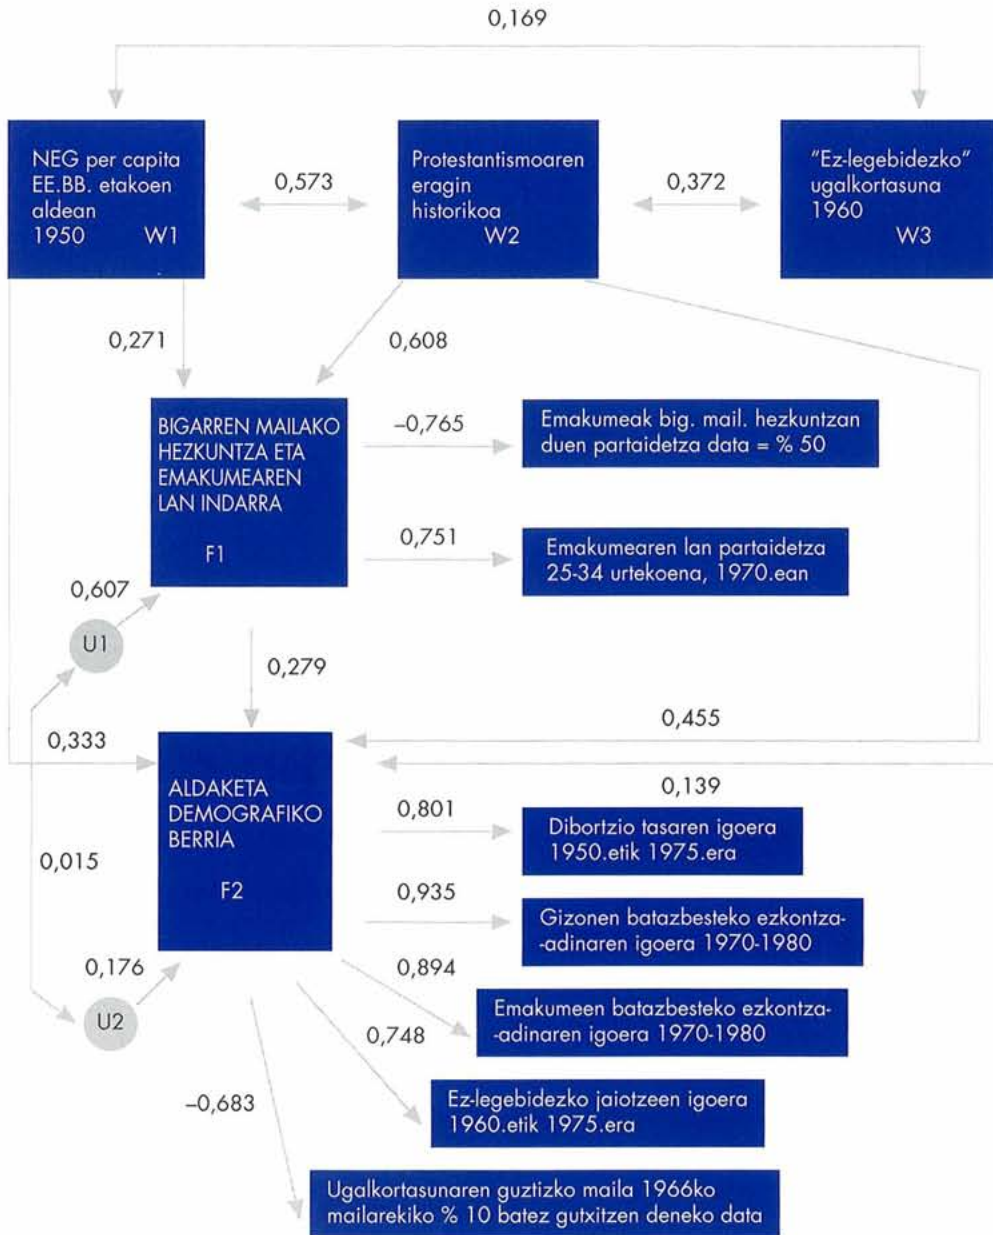 0,169
NEG per capita
EE.BB. etakoen
aldean
1950 W1
0,573
Protestantismoaren
eragin
historikoa
W2
0,372
“Ez-legebidezko“
ugalkortasuna
1960
W3
0,271
0,608
BIGARREN MAILAKO
HEZKUNTZA ETA
EMAKUMEAREN
LAN INDARRA
F1
–0,765
Emakumeak big. mail. hezkuntzan
duen partaidetza data = % 50
0,751
Emakumearen lan partaidetza
25-34 urtekoena, 1970.ean
0,607
U1
0,279
0,455
0,333
0,139
ALDAKETA
DEMOGRAFIKO
BERRIA
F2
0,801
Dibortzio tasaren igoera
1950.etik 1975.era
0,015
0,935
Gizonen batazbesteko ezkontza-
-adinaren igoera 1970-1980
0,176
U2
0,894
Emakumeen batazbesteko ezkontza-
-adinaren igoera 1970-1980
0,748
Ez-legebidezko jaiotzeen igoera
1960.etik 1975.era
–0,683
Ugalkortasunaren guztizko maila 1966ko
mailarekiko % 10 batez gutxitzen deneko data